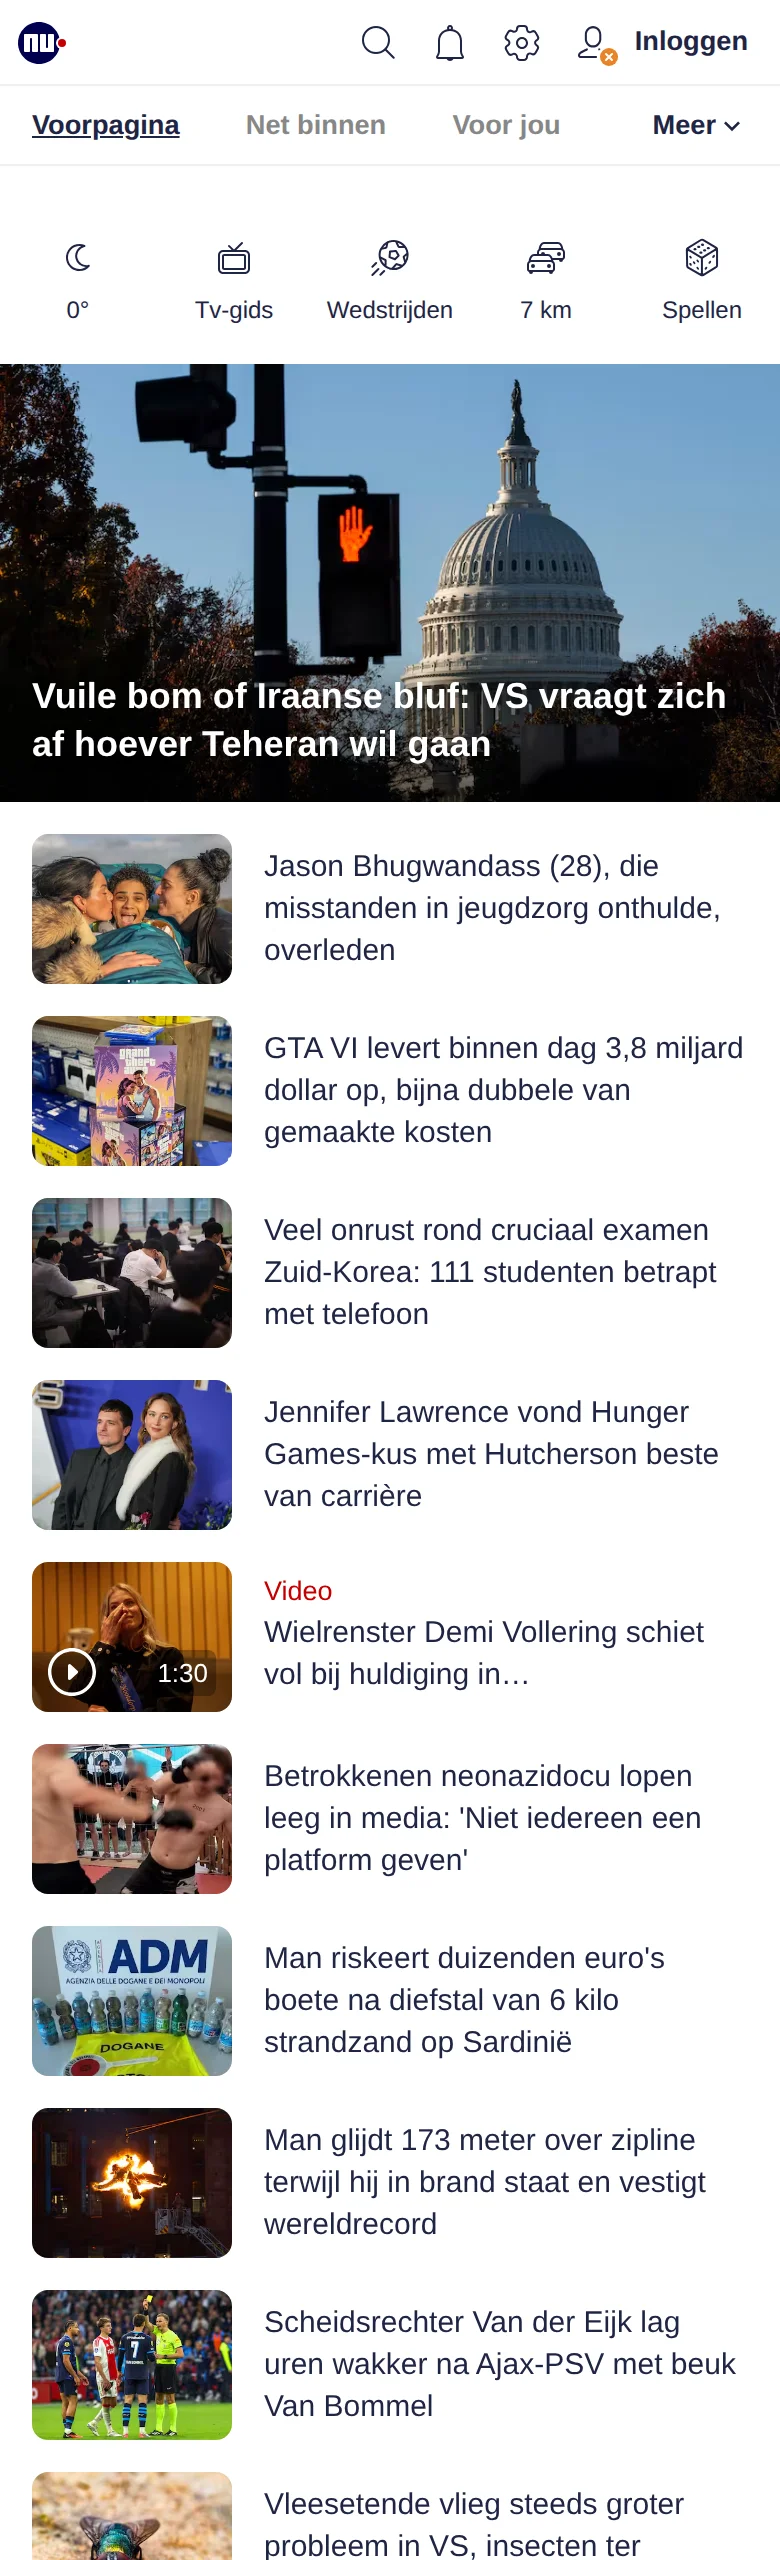 nu
Inloggen
Voorpagina
Net binnen
Voor jou
Meer
0°
Tv-gids
Wedstrijden
7 km
Spellen
Vuile bom of Iraanse bluf: VS vraagt zich
af hoever Teheran wil gaan
Jason Bhugwandass (28), die
misstanden in jeugdzorg onthulde,
overleden
grand
theft
GTA VI levert binnen dag 3,8 miljard
dollar op, bijna dubbele van
gemaakte kosten
Veel onrust rond cruciaal examen
Zuid-Korea: 111 studenten betrapt
met telefoon
Jennifer Lawrence vond Hunger
Games-kus met Hutcherson beste
van carrière
1:30
Video
Wielrenster Demi Vollering schiet
vol bij huldiging in…
Betrokkenen neonazidocu lopen
leeg in media: 'Niet iedereen een
platform geven'
ADM
AGENZIA DELLE DOGANE E DEI MONOPOLI
DOGANE
Man riskeert duizenden euro's
boete na diefstal van 6 kilo
strandzand op Sardinië
Man glijdt 173 meter over zipline
terwijl hij in brand staat en vestigt
wereldrecord
7
Scheidsrechter Van der Eijk lag
uren wakker na Ajax-PSV met beuk
Van Bommel
Vleesetende vlieg steeds groter
probleem in VS, insecten ter